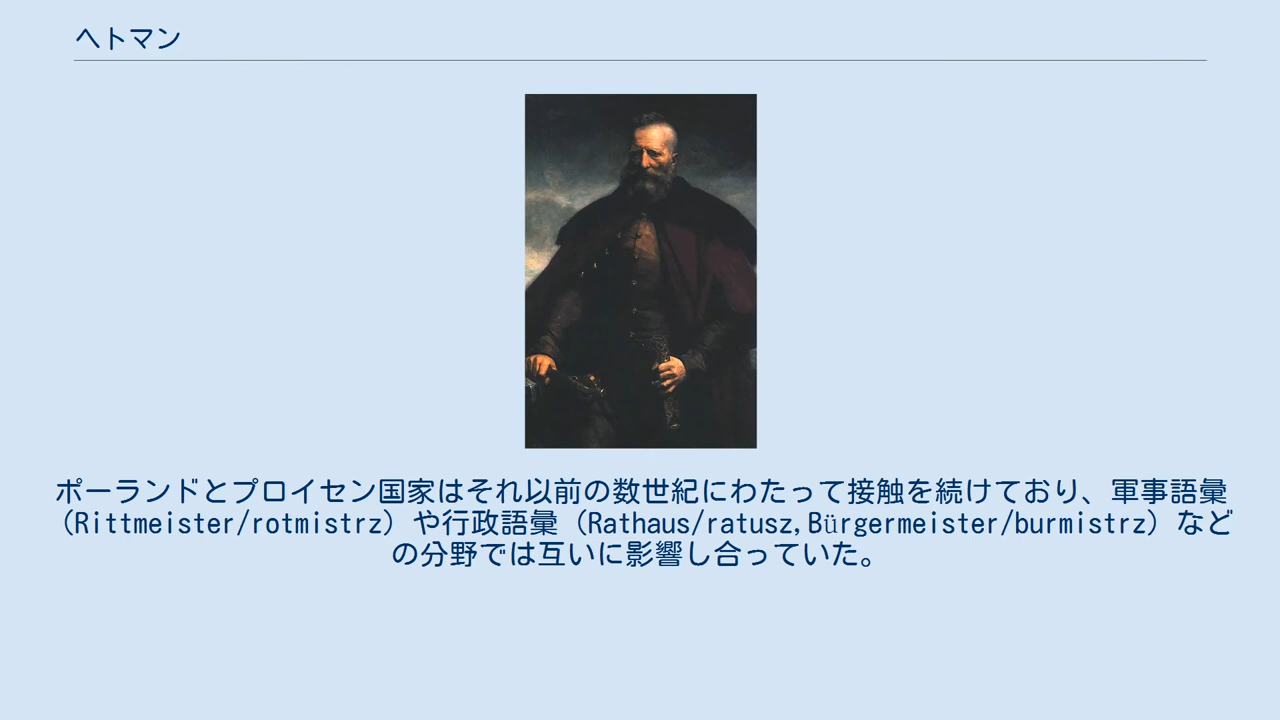 ヘトマン
ポーランドとプロイセン国家はそれ以前の数世紀にわたって接触を続けており、軍事語彙
（Rittmeister/rotmistrz）や行政語彙（Rathaus/ratusz,Bürgermeister/burmistrz）など
の分野では互いに影響し合っていた。